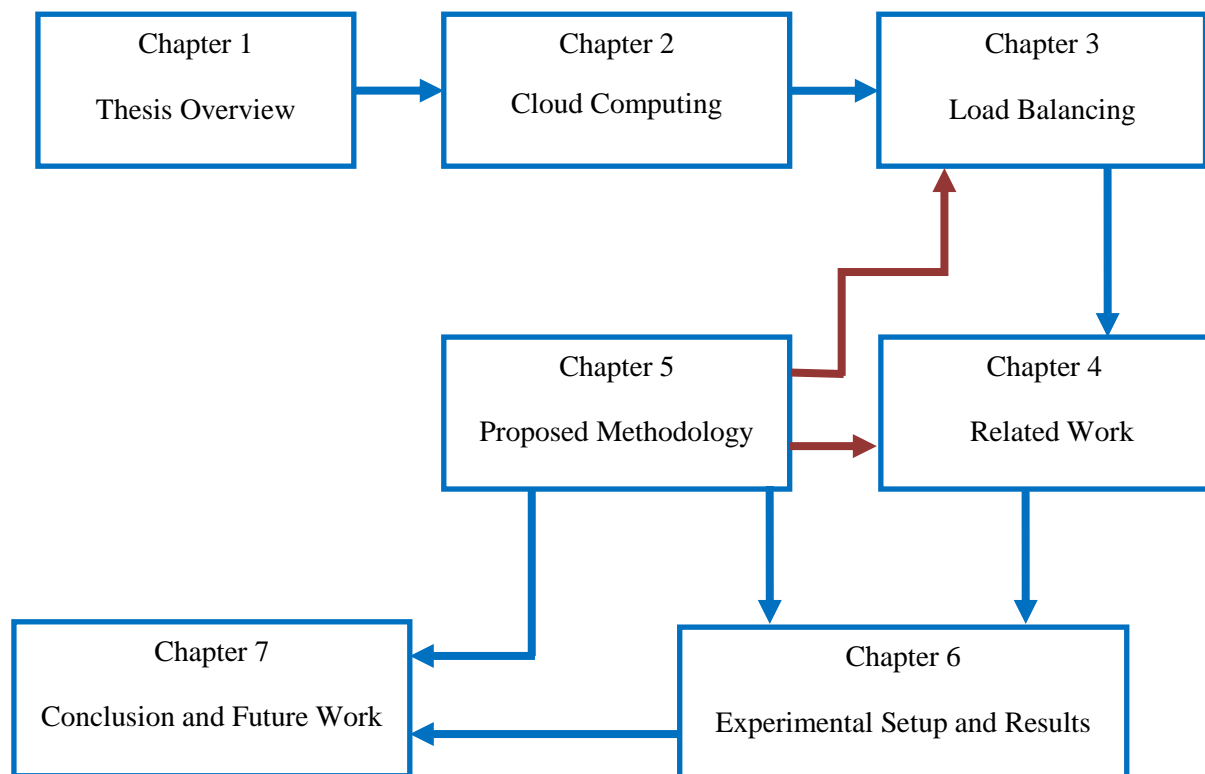 Chapter 1
Thesis Overview
Chapter 2
Cloud Computing
Chapter 3
Load Balancing
Chapter 5
Proposed Methodology
Chapter 4
Related Work
Chapter 7
Conclusion and Future Work
Chapter 6
Experimental Setup and Results